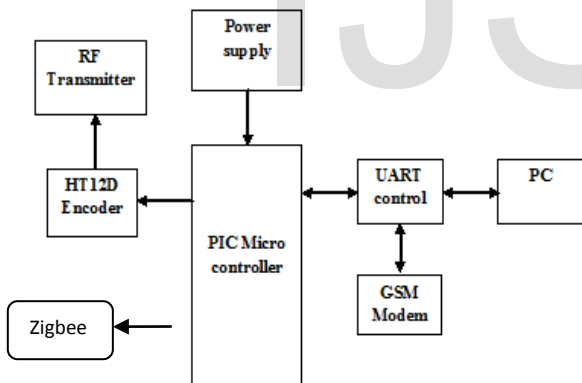 Power
supply
RF
Transmitter
HT12D
Encoder
PIC Micro
controller
UART
control
PC
GSM
Modem
Zigbee